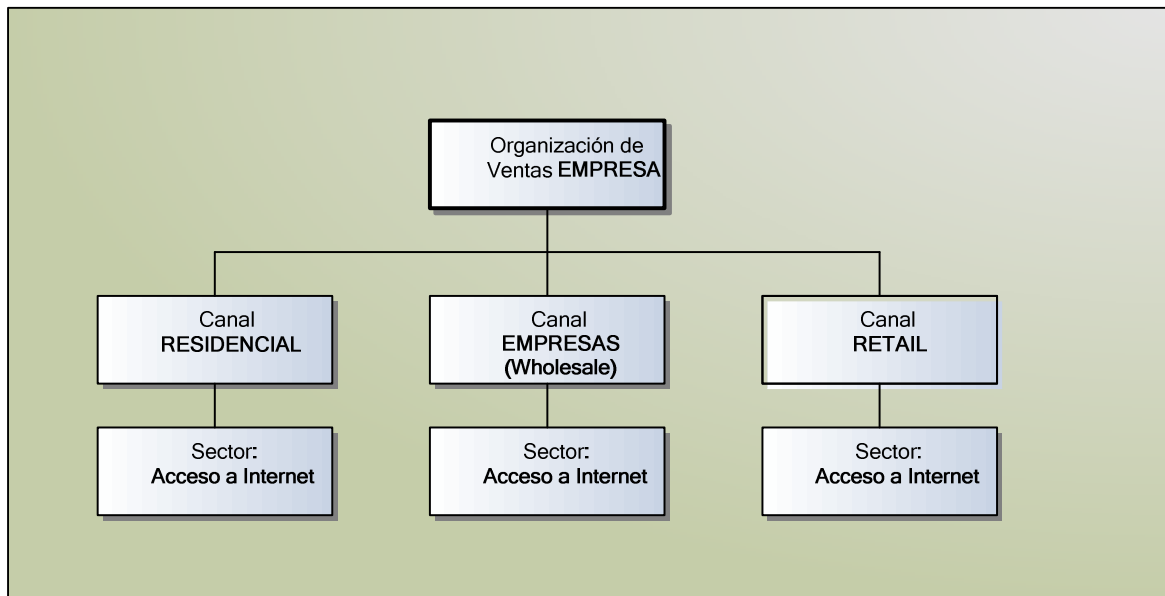 Organización de
Ventas EMPRESA
Canal
RESIDENCIAL
Canal
EMPRESAS
(Wholesale)
Canal
RETAIL
Sector:
Acceso a Internet
Sector:
Acceso a Internet
Sector:
Acceso a Internet